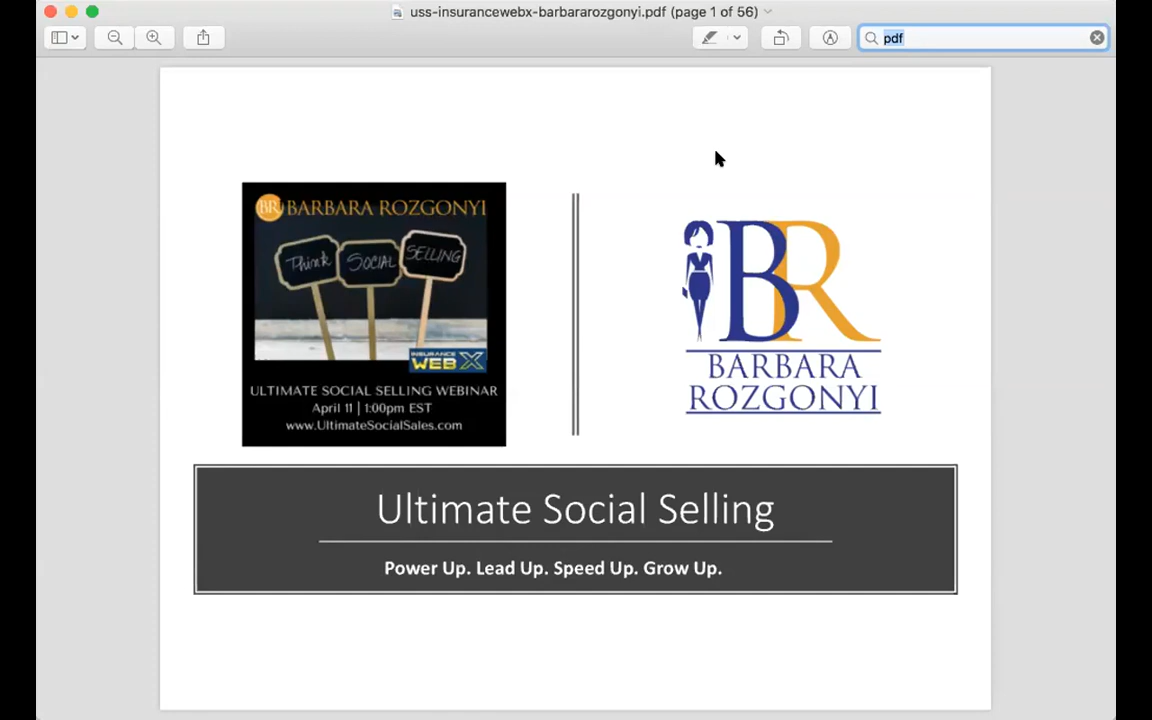 uss-insurancewebx-barbararozgonyi.pdf (page 1 of 56)
pdf
BR BARBARA ROZGONYI
Think SOCIAL SELLING
INSURANCE
WEB X
ULTIMATE SOCIAL SELLING WEBINAR
April 11 | 1:00pm EST
www.UltimateSocialSales.com
BR
BARBARA
ROZGONYI
Ultimate Social Selling
Power Up. Lead Up. Speed Up. Grow Up.